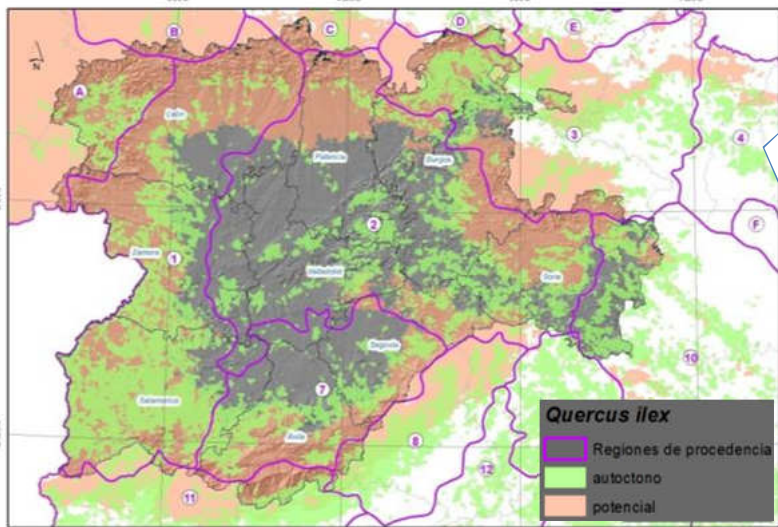 B
C
D
E
N
A
León
3
4
Palencia
Burgos
F
2
Zamora
1
Valladolid
Soria
Segovia
10
7
Salamanca
Avila
8
12
11
Quercus ilex
Regiones de procedencia
autoctono
potencial